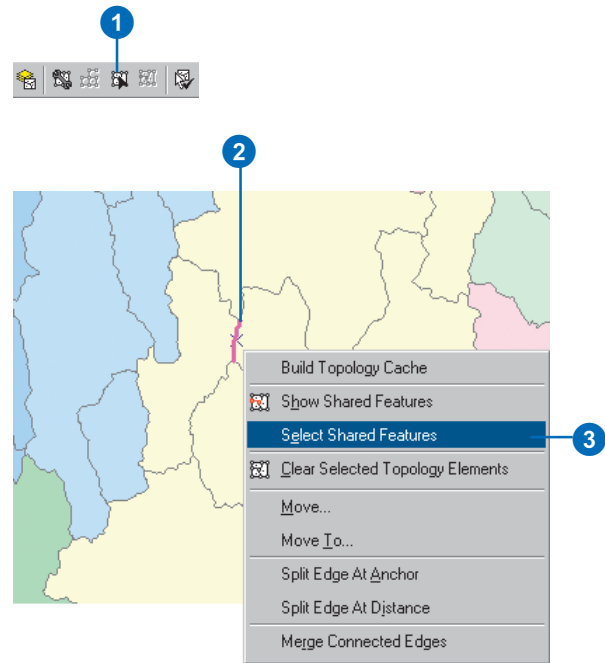 1
2
Build Topology Cache
Show Shared Features
Select Shared Features
3
Clear Selected Topology Elements
Move...
Move To...
Split Edge At Anchor
Split Edge At Distance
Merge Connected Edges